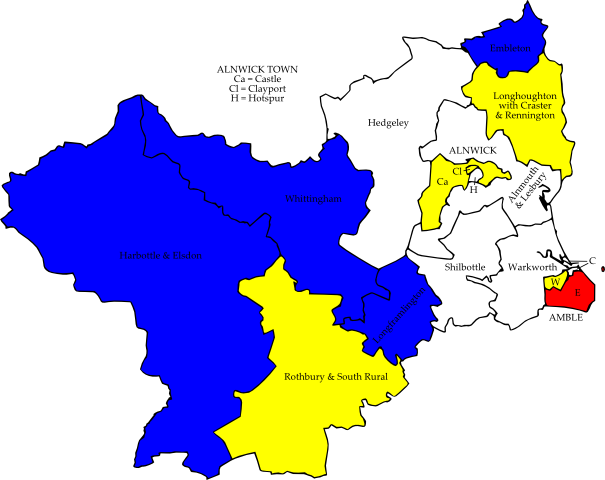 Embleton
ALNWICK TOWN
Ca = Castle
Cl = Clayport
H = Hotspur
Longhoughton
with Craster
& Rennington
Hedgeley
ALNWICK
Cl
Ca
H
Alnmouth
& Lesbury
Whittingham
Harbottle & Elsdon
Shilbottle
Warkworth
C
W
E
AMBLE
Longframlington
Rothbury & South Rural